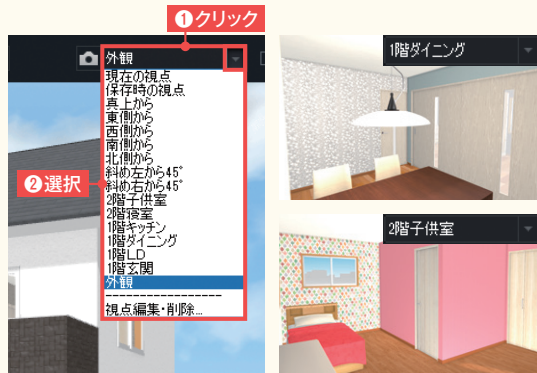 ❶クリック
外観
現在の視点
保存時の視点
真上から
東側から
西側から
南側から
北側から
斜め左から45°
斜め右から45°
2階子供室
2階寝室
1階キッチン
1階ダイニング
1階LD
1階玄関
外観
------------------
視点編集・削除...
❷選択
1階ダイニング
2階子供室